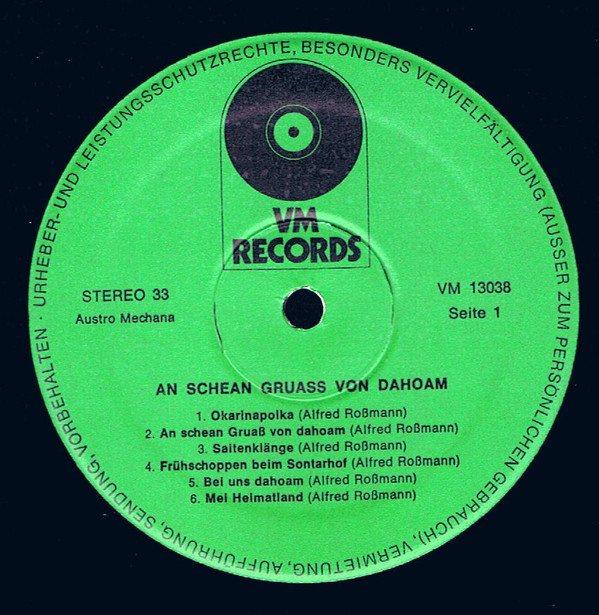 URHEBER- UND LEISTUNGSSCHUTZRECHTE, BESONDERS VERVIELFÄLTIGUNG (AUSSER ZUM PERSÖNLICHEN GEBRAUCH), VERMIETUNG, AUFFÜHRUNG, SENDUNG, VORBEHALTEN ·
VM
RECORDS
STEREO 33
Austro Mechana
VM 13038
Seite 1
AN SCHEAN GRUASS VON DAHOAM
1. Okarinapolka (Alfred Roßmann)
2. An schean Gruaß von dahoam (Alfred Roßmann)
3. Saitenklänge (Alfred Roßmann)
4. Frühschoppen beim Sontarhof (Alfred Roßmann)
5. Bei uns dahoam (Alfred Roßmann)
6. Mei Heimatland (Alfred Roßmann)